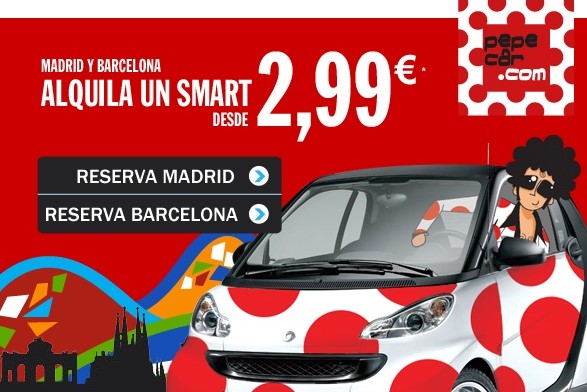 MADRID Y BARCELONA
ALQUILA UN SMART
DESDE
2,99€*
pepe
car
.com
RESERVA MADRID
RESERVA BARCELONA